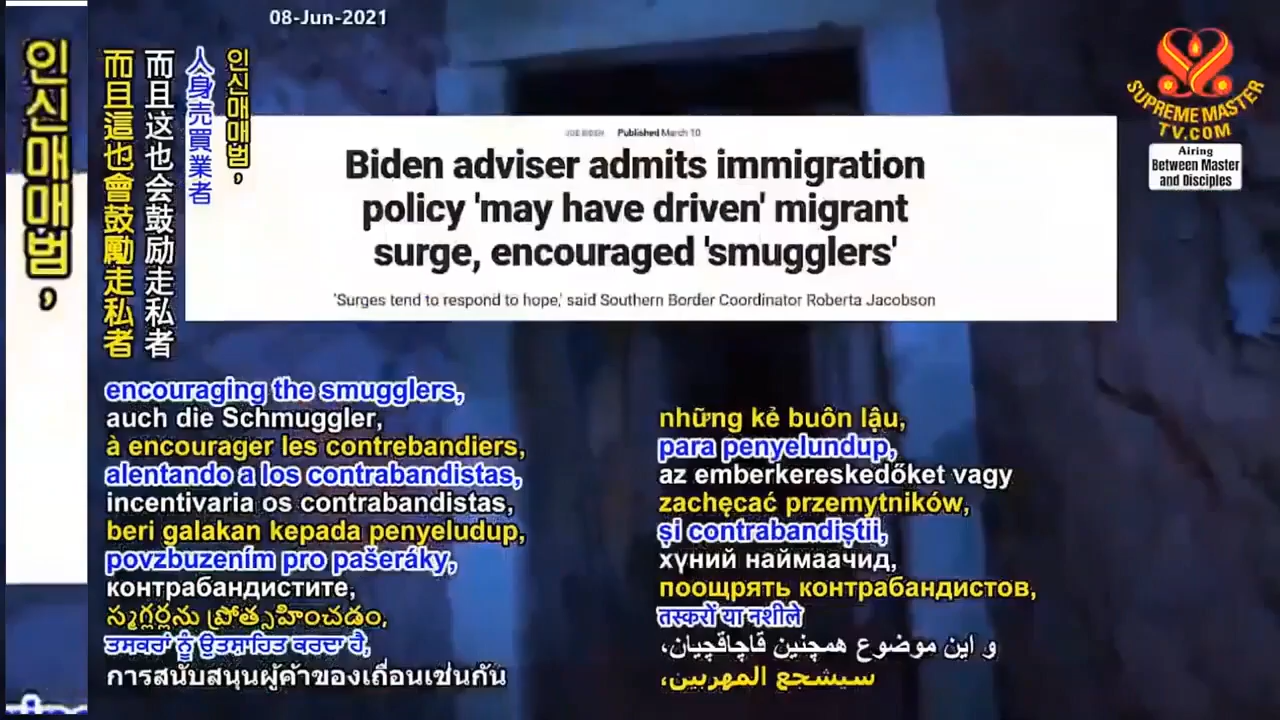 08-Jun-2021
인신매매범,
而且這也會鼓勵走私者
而且这也会鼓励走私者
人身売買業者
인신매매범,
SUPREME MASTER
TV.COM
Airing
Between Master
and Disciples
JOE BIDEN Published March 10
Biden adviser admits immigration
policy 'may have driven' migrant
surge, encouraged 'smugglers'
'Surges tend to respond to hope,' said Southern Border Coordinator Roberta Jacobson
encouraging the smugglers,
auch die Schmuggler,
à encourager les contrebandiers,
alentando a los contrabandistas,
incentivaria os contrabandistas,
beri galakan kepada penyeludup,
povzbuzením pro pašeráky,
контрабандистите,
స్మగ్లర్లను ప్రోత్సహించడం,
ਤਸਕਰਾਂ ਨੂੰ ਉਤਸ਼ਾਹਿਤ ਕਰਦਾ ਹੈ,
การสนับสนุนผู้ค้าของเถื่อนเช่นกัน
những kẻ buôn lậu,
para penyelundup,
az emberkereskedőket vagy
zachęcać przemytników,
și contrabandiștii,
хүний наймаачид,
поощрять контрабандистов,
तस्करों या नशीले
و این موضوع همچنین قاچاقچیان،
سيشجع المهربين،